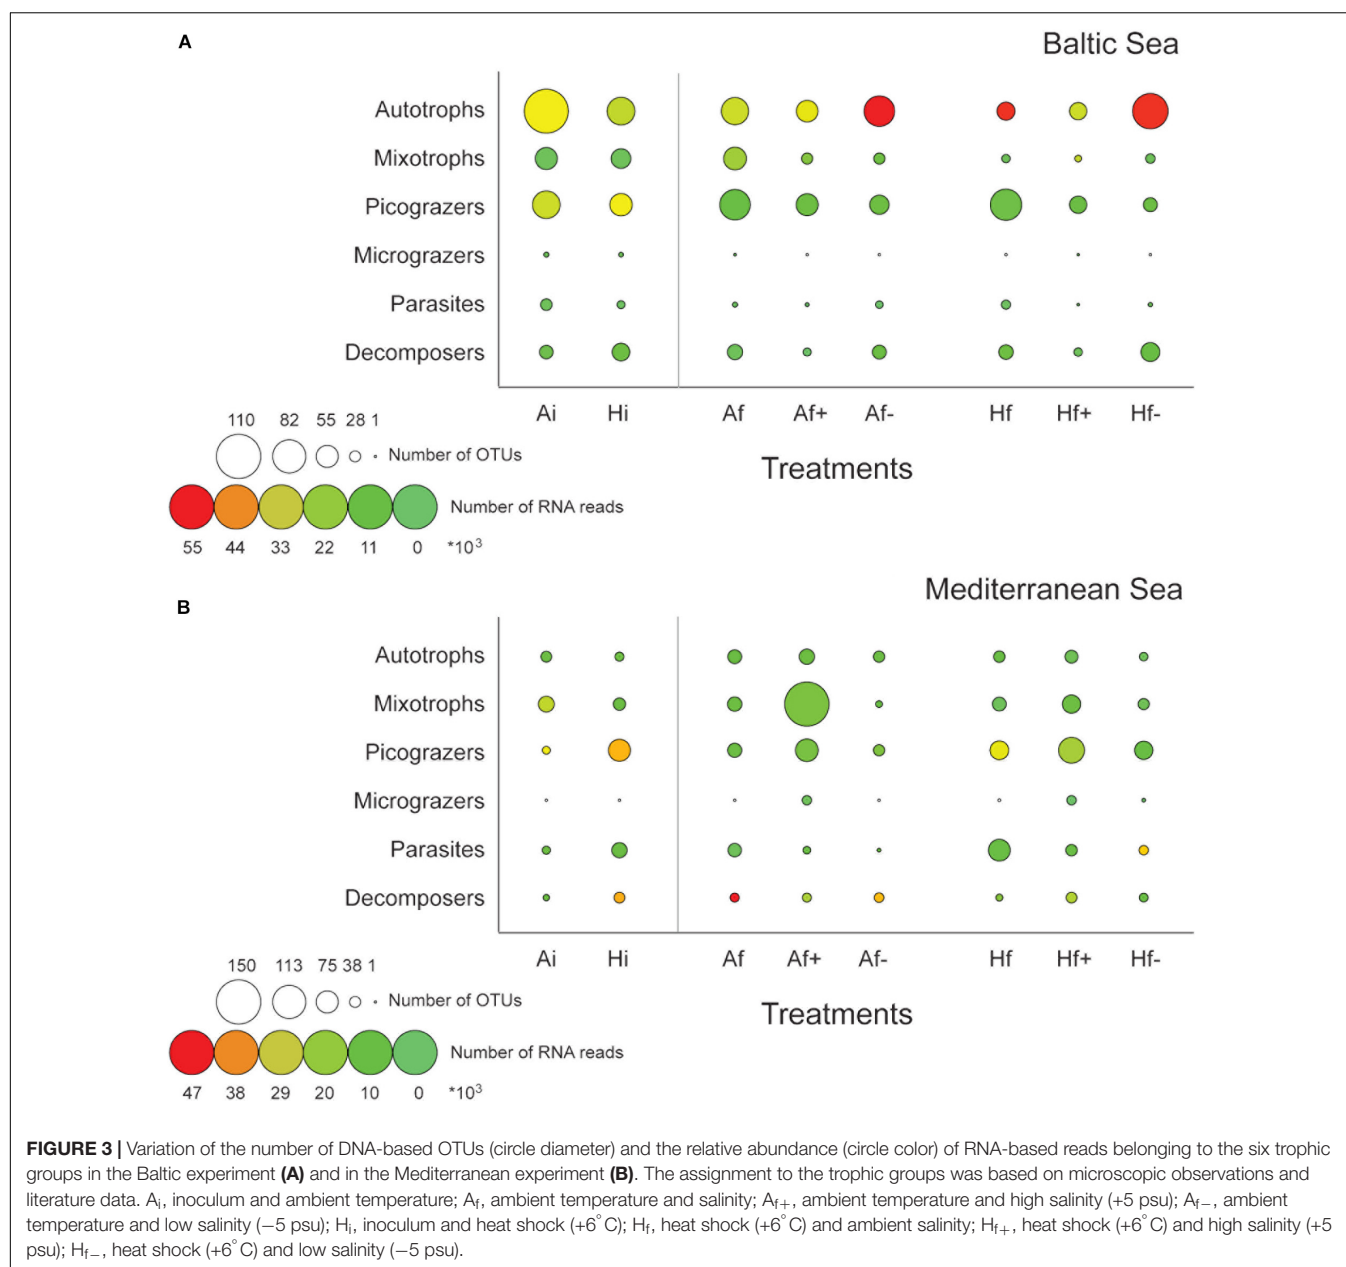 A
Baltic Sea
Autotrophs
Mixotrophs
Picograzers
Micrograzers
Parasites
Decomposers
Ai Hi Af Af+ Af- Hf Hf+ Hf-
Treatments
110 82 55 28 1
Number of OTUs
Number of RNA reads
55 44 33 22 11 0 *10³
B
Mediterranean Sea
Autotrophs
Mixotrophs
Picograzers
Micrograzers
Parasites
Decomposers
Ai Hi Af Af+ Af- Hf Hf+ Hf-
Treatments
150 113 75 38 1
Number of OTUs
Number of RNA reads
47 38 29 20 10 0 *10³
FIGURE 3 | Variation of the number of DNA-based OTUs (circle diameter) and the relative abundance (circle color) of RNA-based reads belonging to the six trophic
groups in the Baltic experiment (A) and in the Mediterranean experiment (B). The assignment to the trophic groups was based on microscopic observations and
literature data. Ai, inoculum and ambient temperature; Af, ambient temperature and salinity; Af+, ambient temperature and high salinity (+5 psu); Af−, ambient
temperature and low salinity (−5 psu); Hi, inoculum and heat shock (+6°C); Hf, heat shock (+6°C) and ambient salinity; Hf+, heat shock (+6°C) and high salinity (+5
psu); Hf−, heat shock (+6°C) and low salinity (−5 psu).